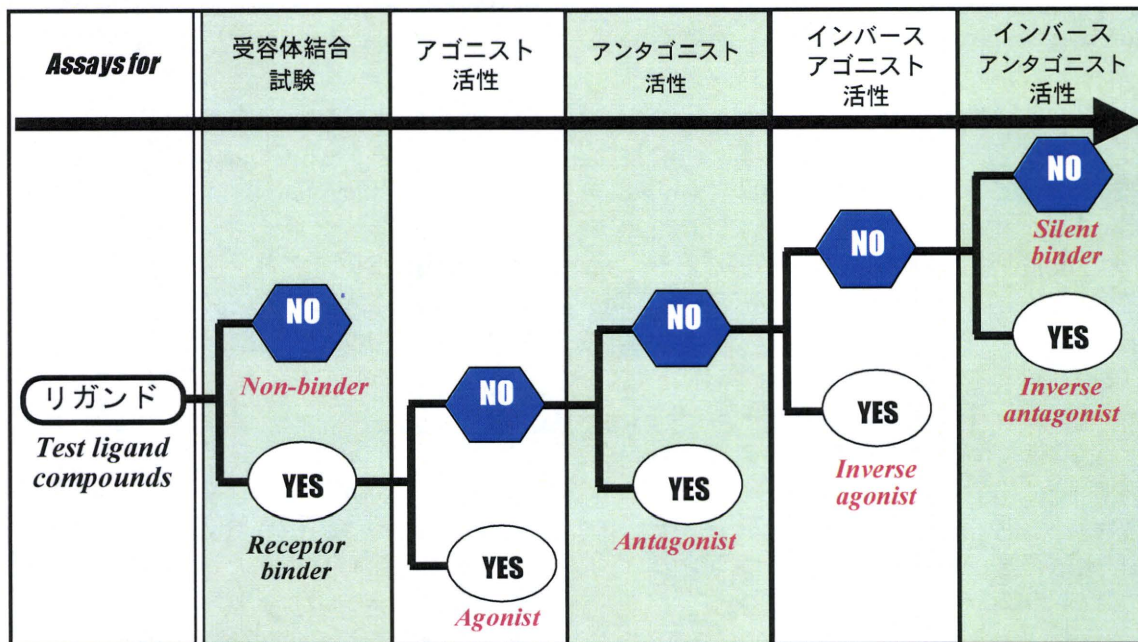 Assays for
受容体結合
試験
アゴニスト
活性
アンタゴニスト
活性
インバース
アゴニスト
活性
インバース
アンタゴニスト
活性
NO
Silent
binder
NO
YES
Inverse
antagonist
NO
NO
Non-binder
YES
Inverse
agonist
リガンド
Test ligand
compounds
NO
YES
Antagonist
YES
Receptor
binder
YES
Agonist